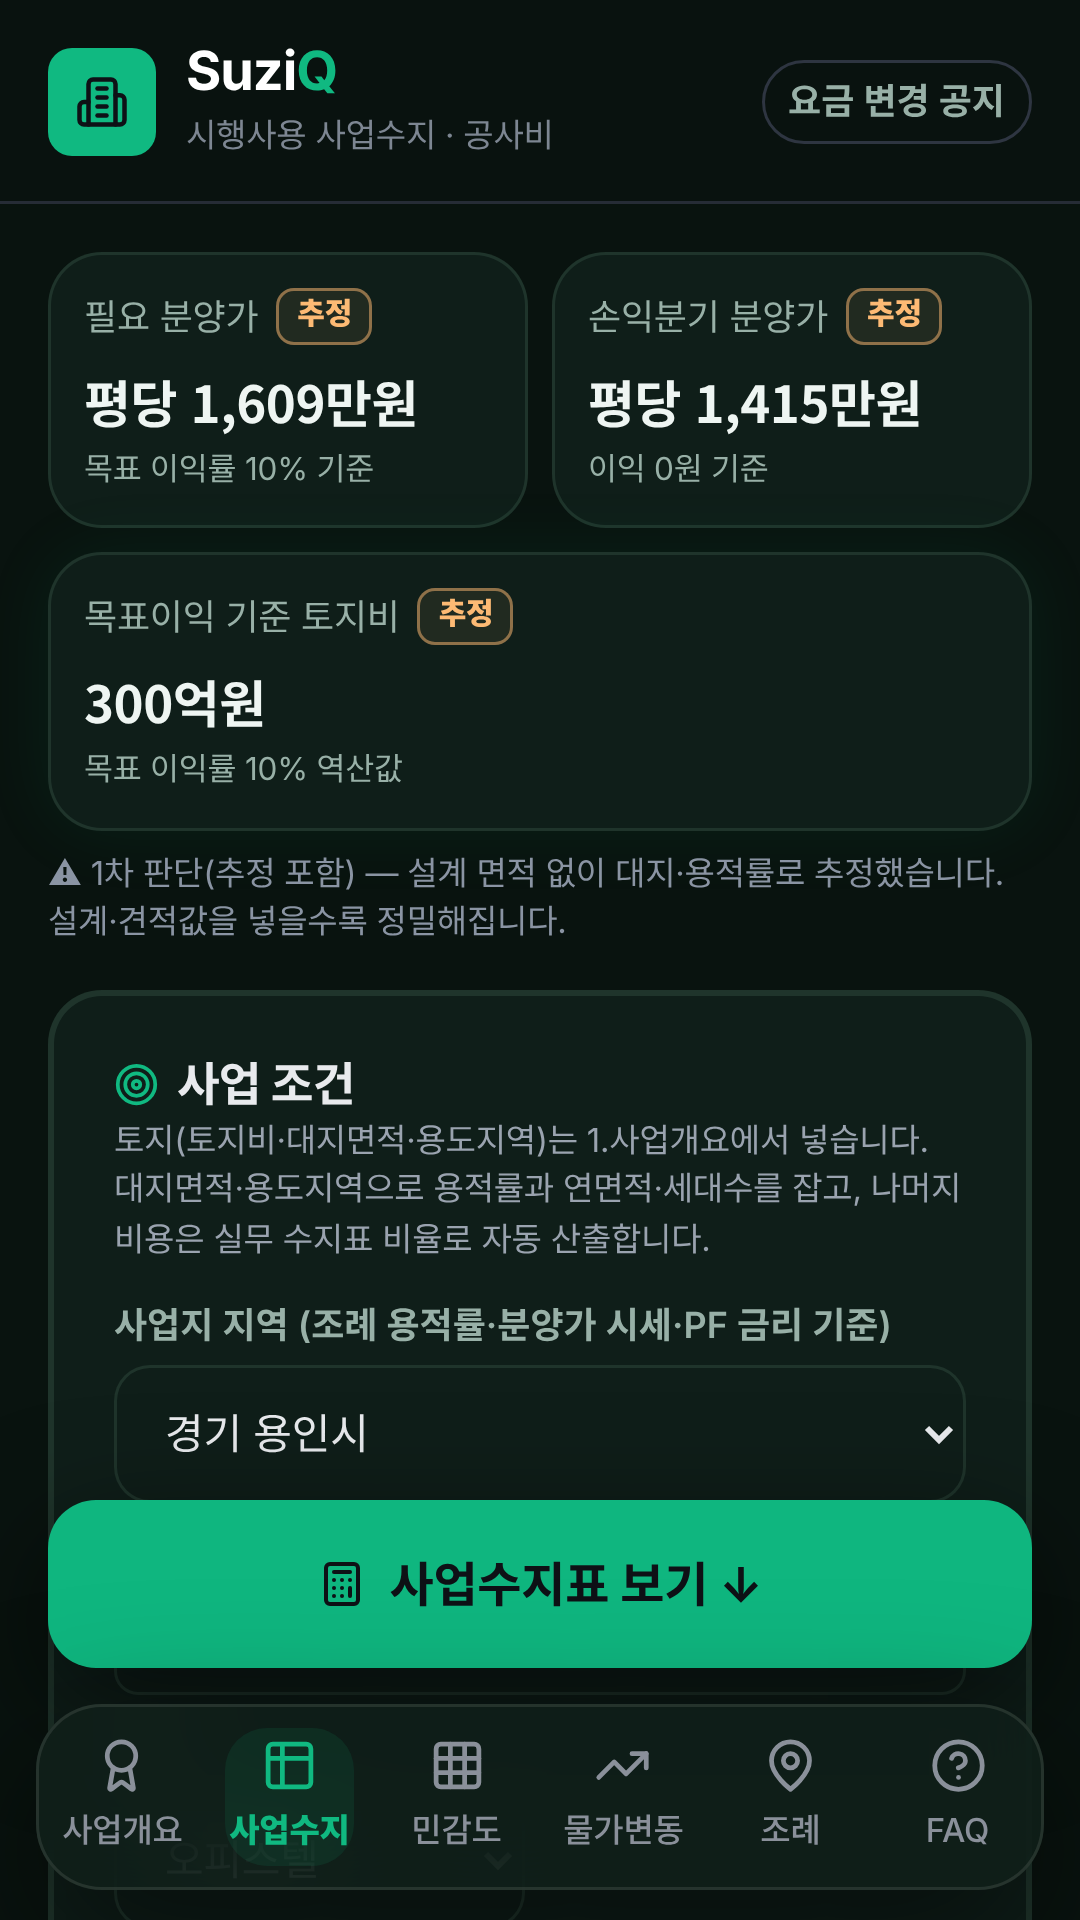 SuziQ
시행사용 사업수지 · 공사비
요금 변경 공지
필요 분양가 추정
평당 1,609만원
목표 이익률 10% 기준
손익분기 분양가 추정
평당 1,415만원
이익 0원 기준
목표이익 기준 토지비 추정
300억원
목표 이익률 10% 역산값
⚠ 1차 판단(추정 포함) — 설계 면적 없이 대지·용적률로 추정했습니다.
설계·견적값을 넣을수록 정밀해집니다.
사업 조건
토지(토지비·대지면적·용도지역)는 1.사업개요에서 넣습니다.
대지면적·용도지역으로 용적률과 연면적·세대수를 잡고, 나머지
비용은 실무 수지표 비율로 자동 산출합니다.
사업지 지역 (조례 용적률·분양가 시세·PF 금리 기준)
경기 용인시
사업수지표 보기 ↓
사업개요
사업수지
민감도
물가변동
조례
FAQ
오피스텔